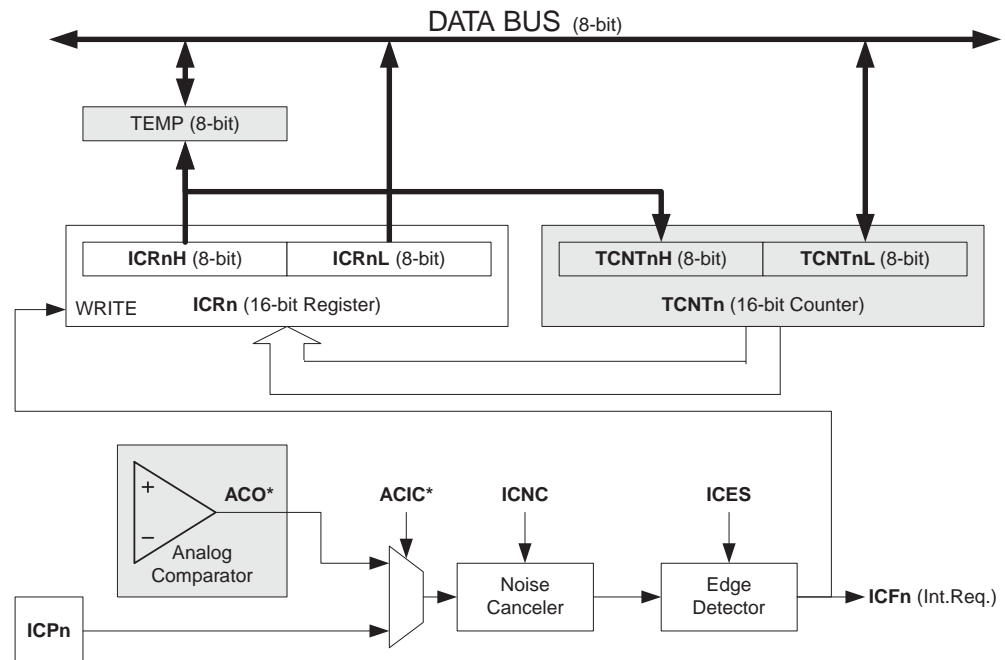 DATA BUS (8-bit)
TEMP (8-bit)
ICRnH (8-bit)
ICRnL (8-bit)
TCNTnH (8-bit)
TCNTnL (8-bit)
WRITE
ICRn (16-bit Register)
TCNTn (16-bit Counter)
+
−
ACO*
Analog
Comparator
ACIC*
ICNC
ICES
Noise
Canceler
Edge
Detector
ICFn (Int.Req.)
ICPn